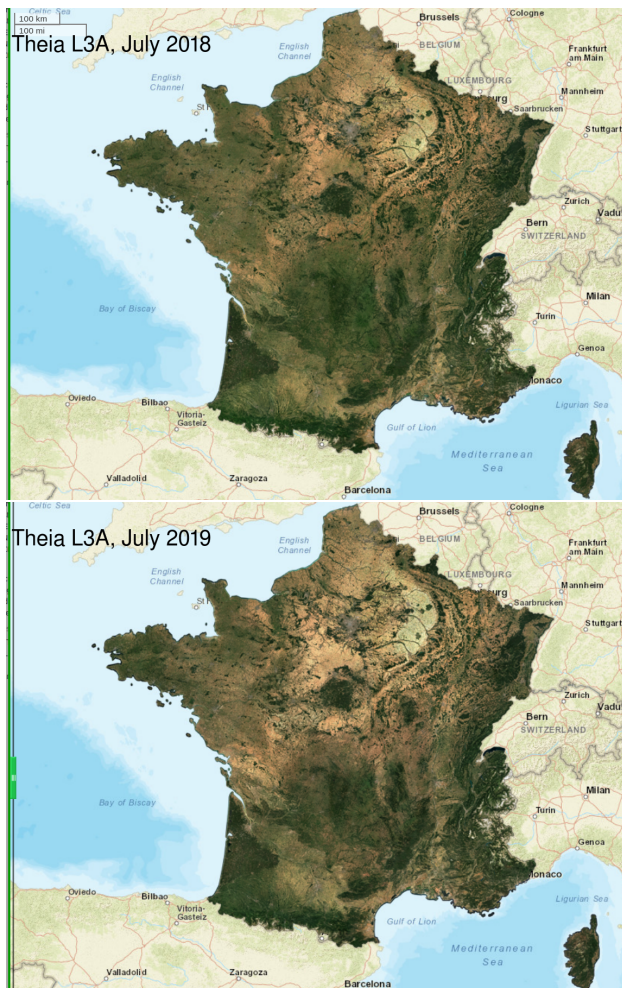 Celtic Sea
100 km
100 mi
Theia L3A, July 2018
English
Channel
English
Channel
Brussels
BELGIUM
Cologne
Frankfurt
am Main
LUXEMBOURG
Mannheim
Saarbrucken
Stuttgart
Zurich
Bern
SWITZERLAND
Milan
Turin
Genoa
Bay of Biscay
Oviedo
Bilbao
Vitoria-
Gasteiz
Valladolid
Zaragoza
Barcelona
Gulf of Lion
Mediterranean
Sea
Ligurian Sea
Celtic Sea
Theia L3A, July 2019
English
Channel
English
Channel
Brussels
BELGIUM
Cologne
Frankfurt
am Main
LUXEMBOURG
Mannheim
Saarbrucken
Stuttgart
Zurich
Bern
SWITZERLAND
Milan
Turin
Genoa
Bay of Biscay
Oviedo
Bilbao
Vitoria-
Gasteiz
Valladolid
Zaragoza
Barcelona
Gulf of Lion
Mediterranean
Sea
Ligurian Sea